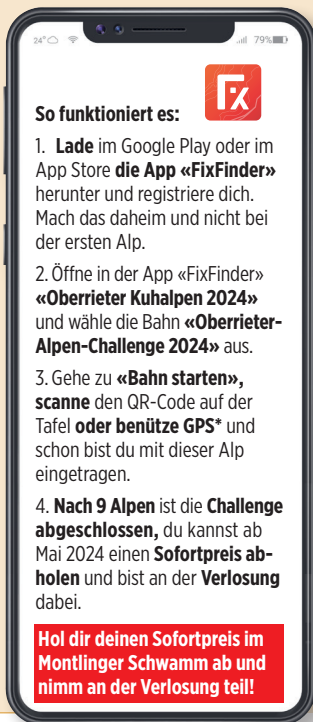 24°
79%
Fx
So funktioniert es:
1. Lade im Google Play oder im
App Store die App «FixFinder»
herunter und registriere dich.
Mach das daheim und nicht bei
der ersten Alp.
2. Öffne in der App «FixFinder»
«Oberrieter Kuhalpen 2024»
und wähle die Bahn «Oberrieter-
Alpen-Challenge 2024» aus.
3. Gehe zu «Bahn starten»,
scanne den QR-Code auf der
Tafel oder benütze GPS* und
schon bist du mit dieser Alp
eingetragen.
4. Nach 9 Alpen ist die Challenge
abgeschlossen, du kannst ab
Mai 2024 einen Sofortpreis ab-
holen und bist an der Verlosung
dabei.
Hol dir deinen Sofortpreis im
Montlinger Schwamm ab und
nimm an der Verlosung teil!